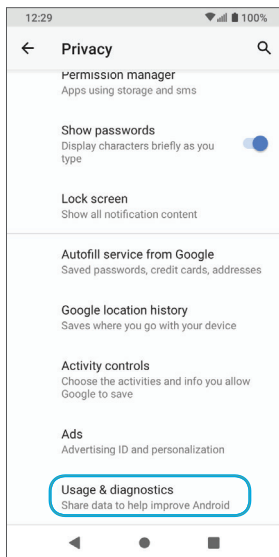 12:29
100%
Privacy
Permission manager
Apps using storage and sms
Show passwords
Display characters briefly as you
type
Lock screen
Show all notification content
Autofill service from Google
Saved passwords, credit cards, addresses
Google location history
Saves where you go with your device
Activity controls
Choose the activities and info you allow
Google to save
Ads
Advertising ID and personalization
Usage & diagnostics
Share data to help improve Android